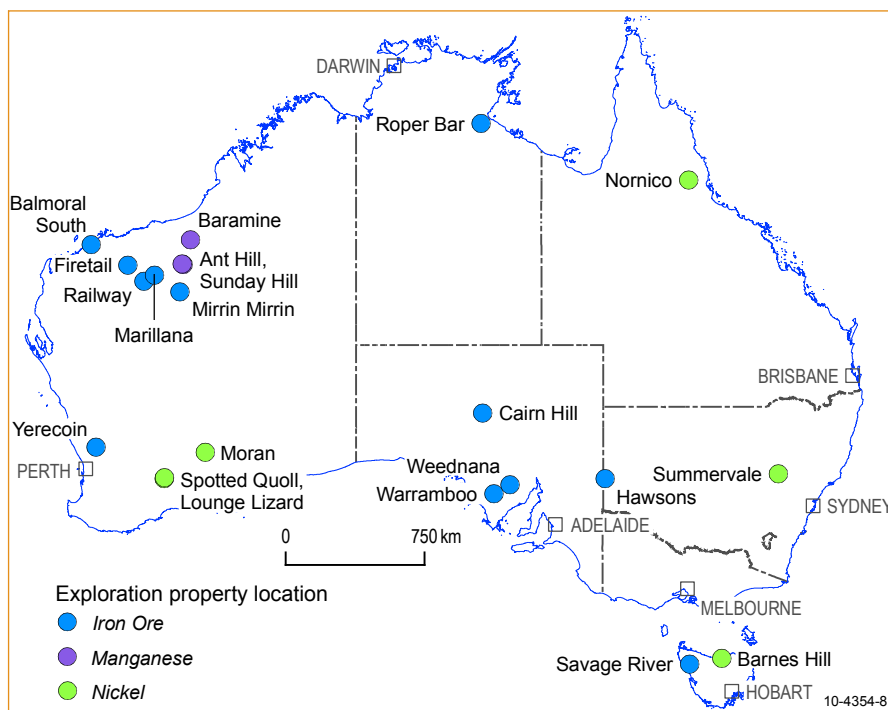 DARWIN
Roper Bar
Nornico
Balmoral
South
Baramine
Firetail
Ant Hill,
Sunday Hill
Railway
Mirrin Mirrin
Marillana
BRISBANE
Cairn Hill
Yerecoin
Moran
PERTH
Spotted Quoll,
Lounge Lizard
Weednana
Warramboo
Hawsons
Summervale
SYDNEY
ADELAIDE
0
750 km
MELBOURNE
Exploration property location
Iron Ore
Manganese
Nickel
Savage River
Barnes Hill
HOBART
10-4354-8